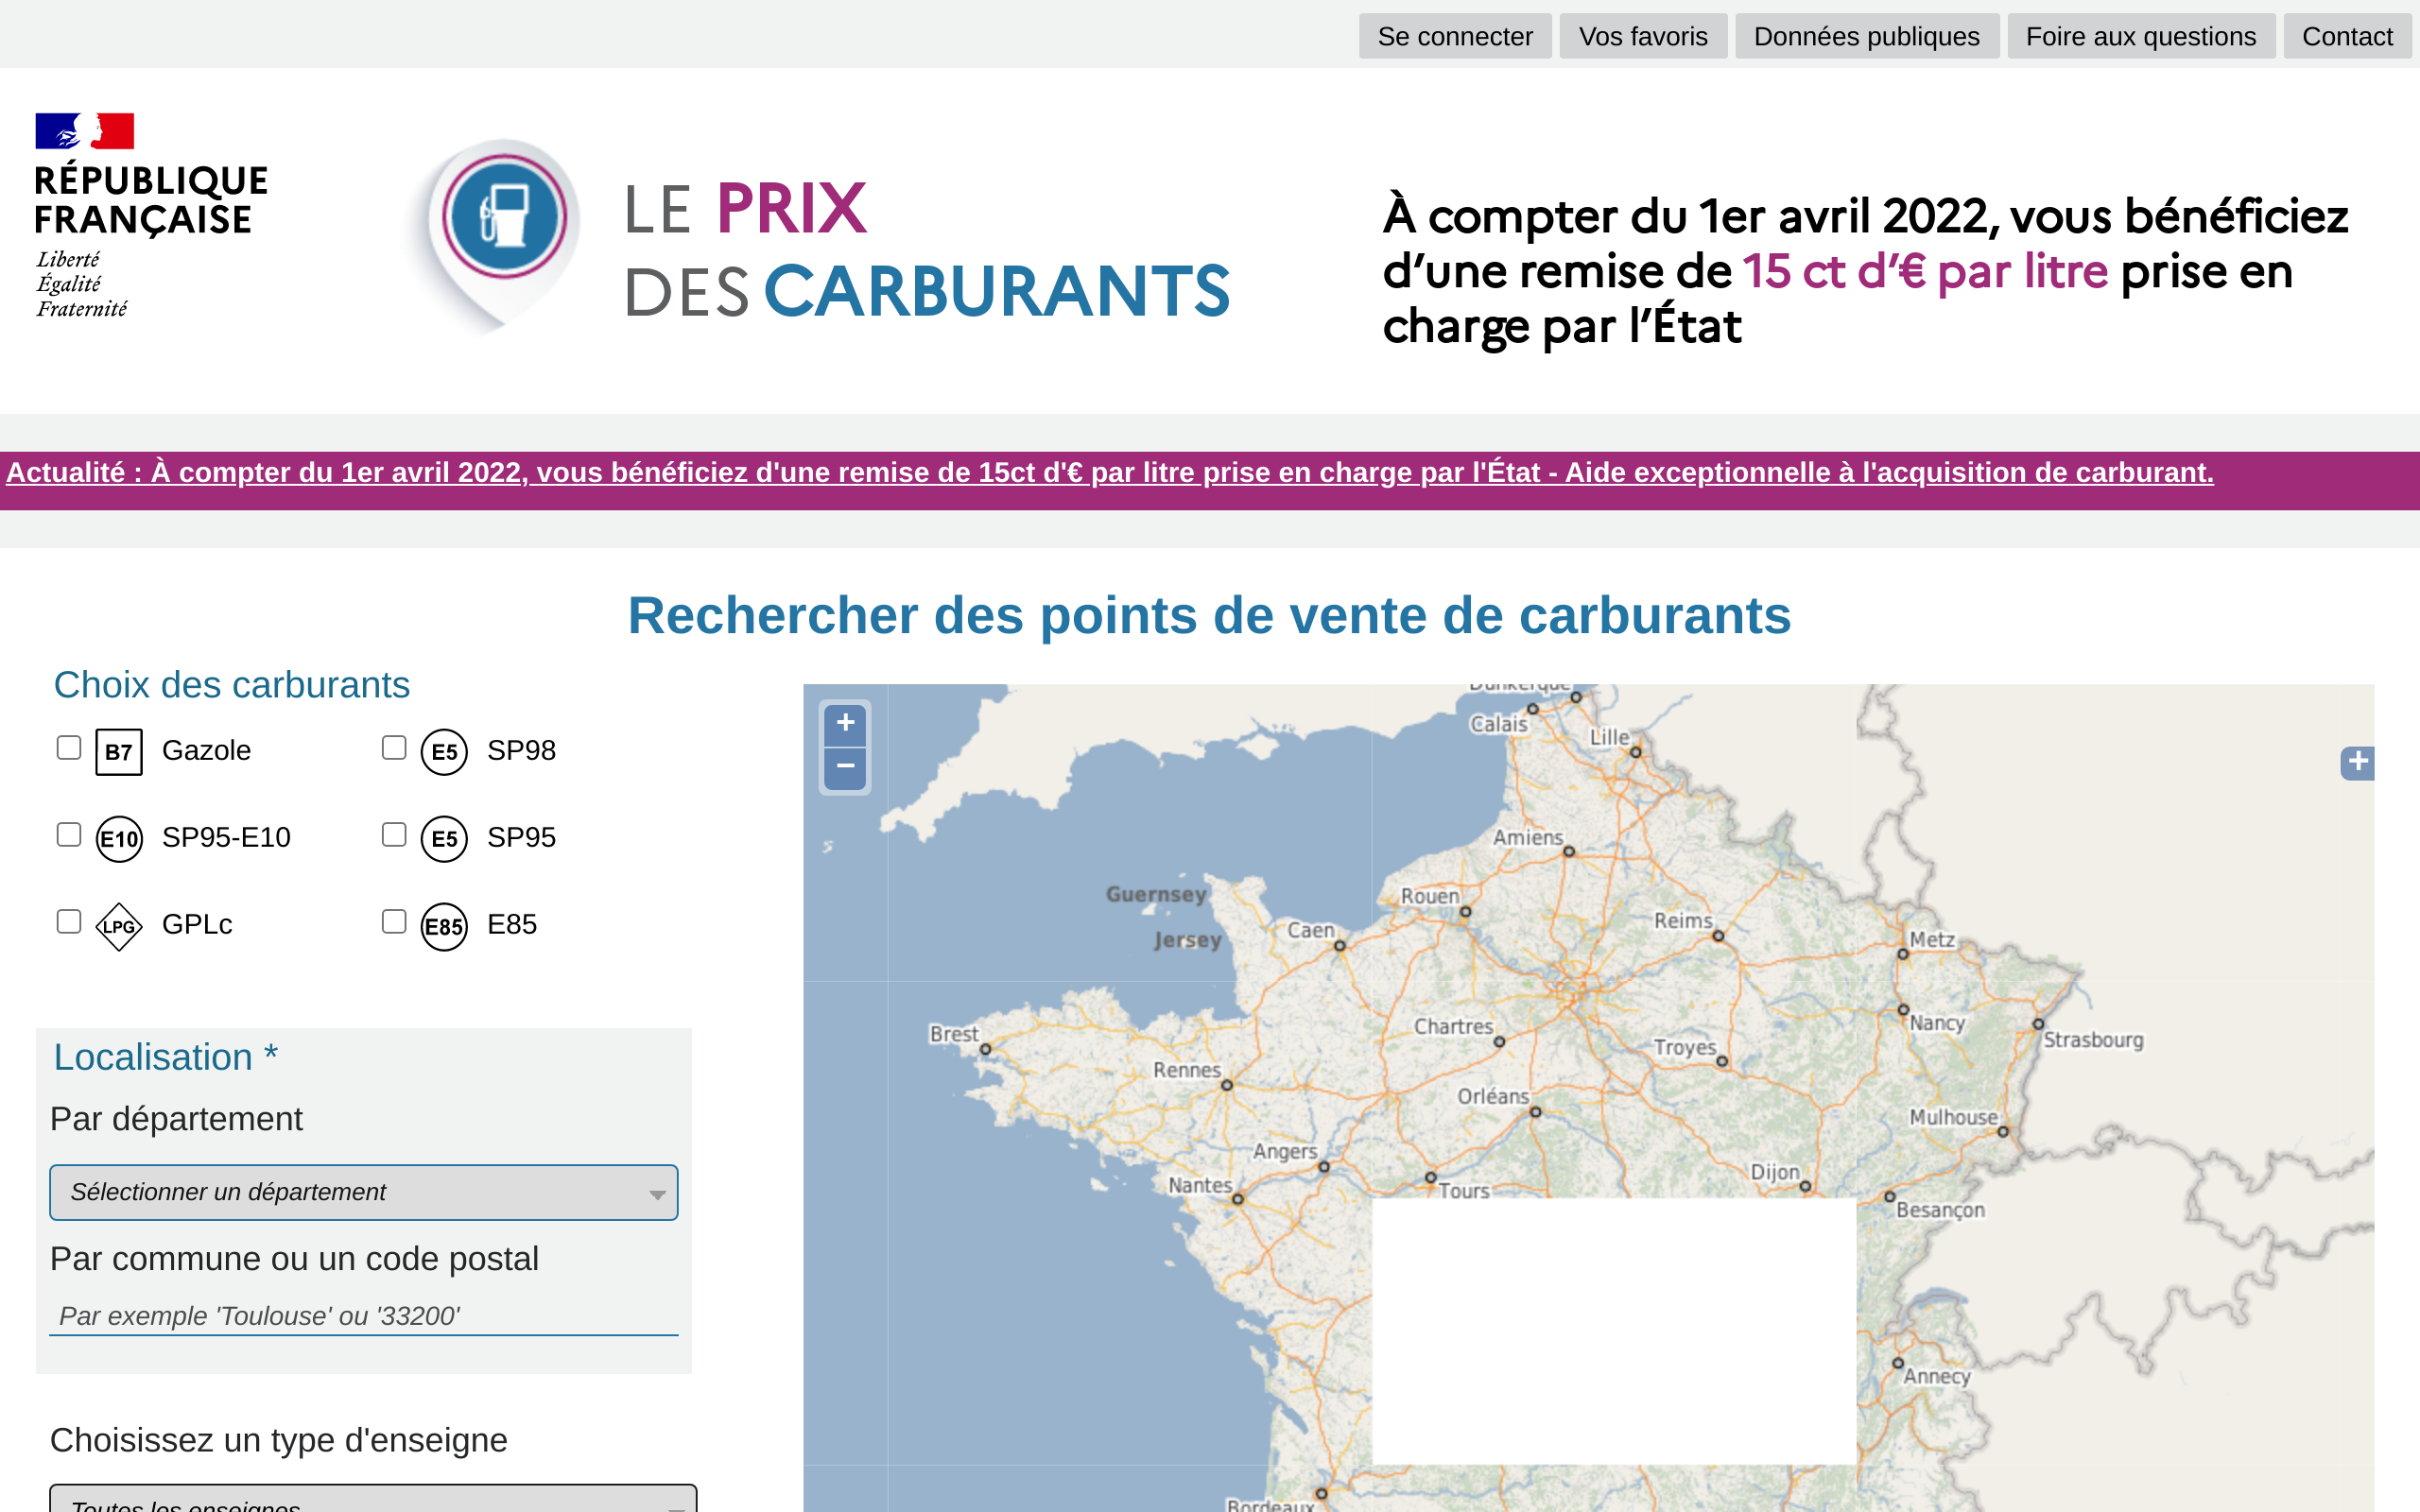 Se connecter
Vos favoris
Données publiques
Foire aux questions
Contact
RÉPUBLIQUE
FRANÇAISE
Liberté
Égalité
Fraternité
LE PRIX
DES CARBURANTS
À compter du 1er avril 2022, vous bénéficiez
d’une remise de 15 ct d’€ par litre prise en
charge par l’État
Actualité : À compter du 1er avril 2022, vous bénéficiez d'une remise de 15ct d'€ par litre prise en charge par l'État - Aide exceptionnelle à l'acquisition de carburant.
Rechercher des points de vente de carburants
Choix des carburants
B7 Gazole
E5 SP98
E10 SP95-E10
E5 SP95
LPG GPLc
E85 E85
Localisation *
Par département
Sélectionner un département
Par commune ou un code postal
Par exemple 'Toulouse' ou '33200'
Choisissez un type d'enseigne
Toutes les enseignes
+
−
+
Dunkerque
Calais
Lille
Amiens
Guernsey
Rouen
Reims
Jersey
Caen
Metz
Brest
Chartres
Nancy
Strasbourg
Troyes
Rennes
Orléans
Mulhouse
Angers
Dijon
Nantes
Tours
Besançon
Annecy
Bordeaux